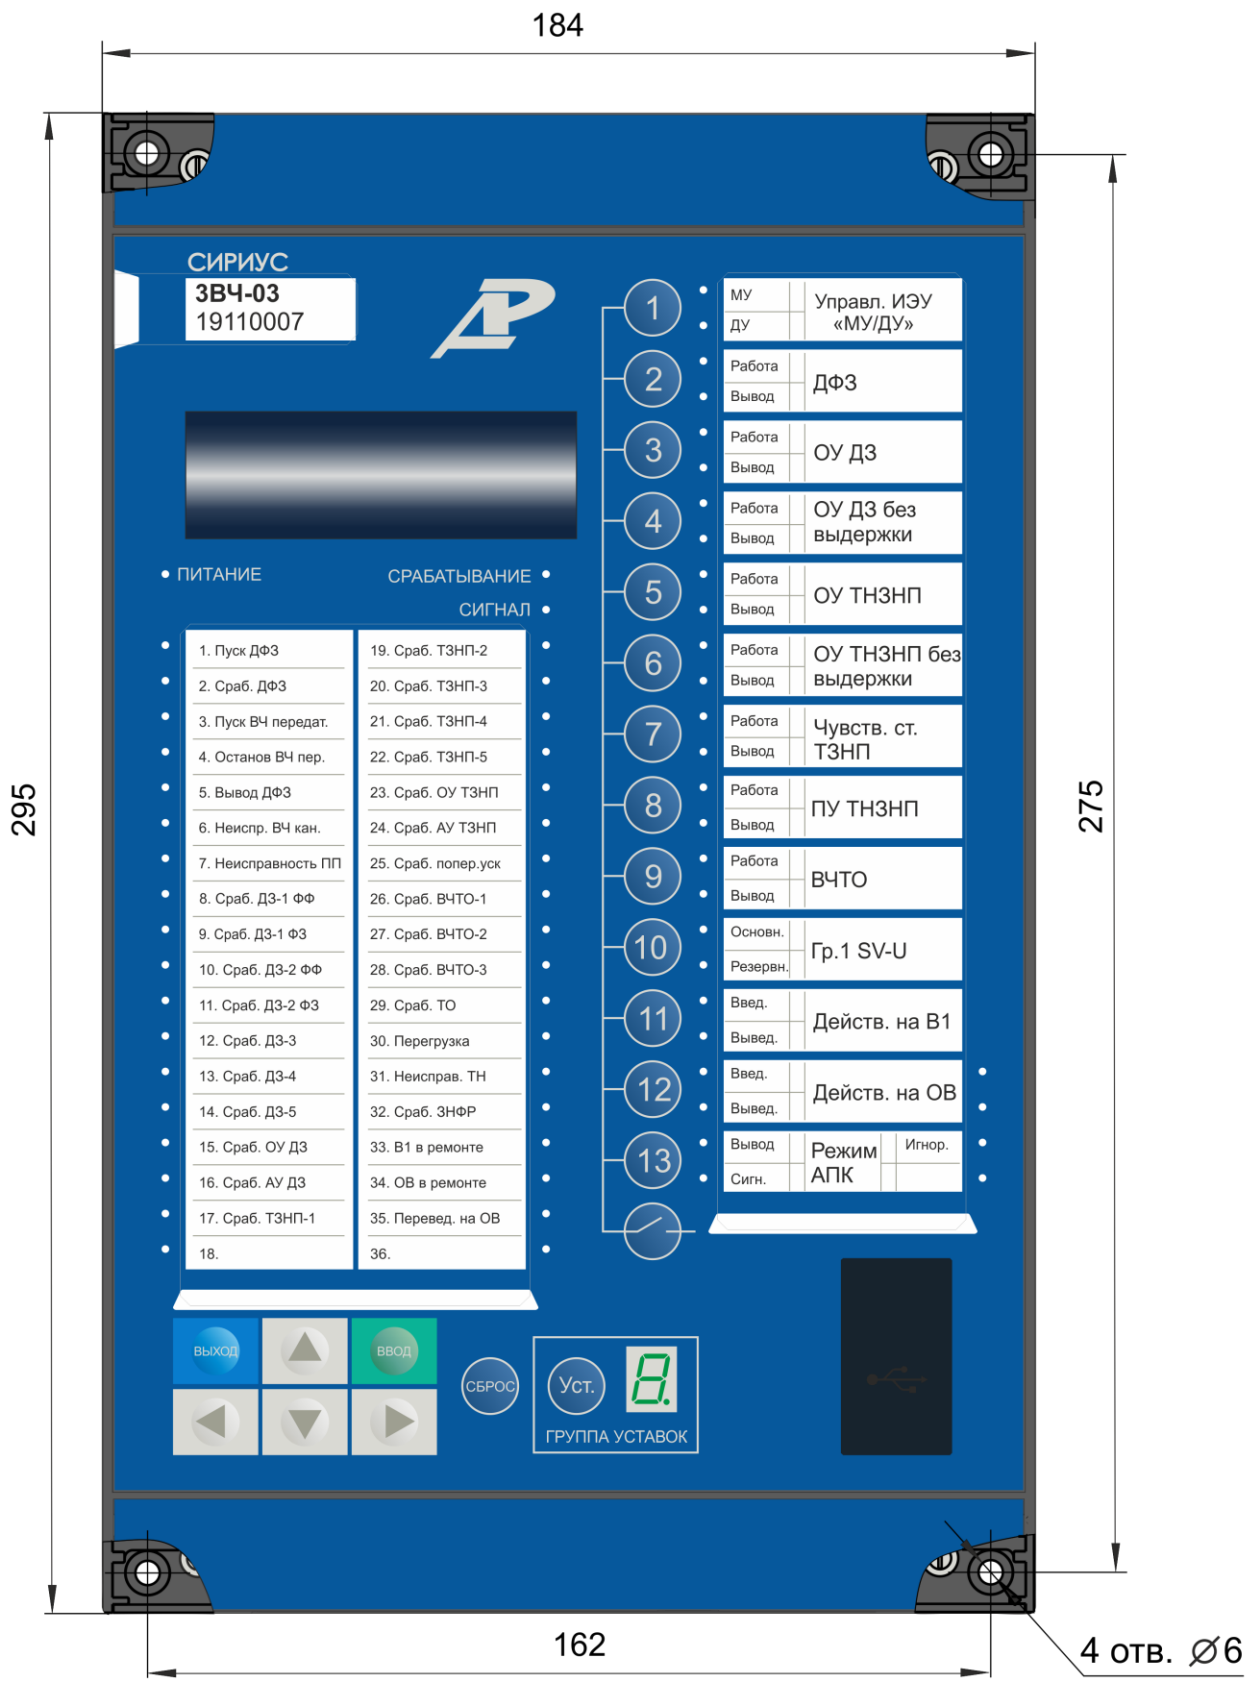 184
СИРИУС
3ВЧ-03
19110007
ПИТАНИЕ
СРАБАТЫВАНИЕ
СИГНАЛ
1. Пуск ДФЗ
2. Сраб. ДФЗ
3. Пуск ВЧ передат.
4. Останов ВЧ пер.
5. Вывод ДФЗ
6. Неиспр. ВЧ кан.
7. Неисправность ПП
8. Сраб. ДЗ-1 ФФ
9. Сраб. ДЗ-1 ФЗ
10. Сраб. ДЗ-2 ФФ
11. Сраб. ДЗ-2 ФЗ
12. Сраб. ДЗ-3
13. Сраб. ДЗ-4
14. Сраб. ДЗ-5
15. Сраб. ОУ ДЗ
16. Сраб. АУ ДЗ
17. Сраб. ТЗНП-1
18.
19. Сраб. ТЗНП-2
20. Сраб. ТЗНП-3
21. Сраб. ТЗНП-4
22. Сраб. ТЗНП-5
23. Сраб. ОУ ТЗНП
24. Сраб. АУ ТЗНП
25. Сраб. попер.уск
26. Сраб. ВЧТО-1
27. Сраб. ВЧТО-2
28. Сраб. ВЧТО-3
29. Сраб. ТО
30. Перегрузка
31. Неисправ. ТН
32. Сраб. ЗНФР
33. В1 в ремонте
34. ОВ в ремонте
35. Перевед. на ОВ
36.
1
МУ
ДУ
Управл. ИЭУ
«МУ/ДУ»
2
Работа
Вывод
ДФЗ
3
Работа
Вывод
ОУ ДЗ
4
Работа
Вывод
ОУ ДЗ без
выдержки
5
Работа
Вывод
ОУ ТНЗНП
6
Работа
Вывод
ОУ ТНЗНП без
выдержки
7
Работа
Вывод
Чувств. ст.
ТЗНП
8
Работа
Вывод
ПУ ТНЗНП
9
Работа
Вывод
ВЧТО
10
Основн.
Резервн.
Гр.1 SV-U
11
Введ.
Вывед.
Действ. на В1
12
Введ.
Вывед.
Действ. на ОВ
13
Вывод
Сигн.
Режим
АПК
Игнор.
ВЫХОД
ВВОД
СБРОС
Уст.
8.
ГРУППА УСТАВОК
295
275
162
4 отв. ∅6